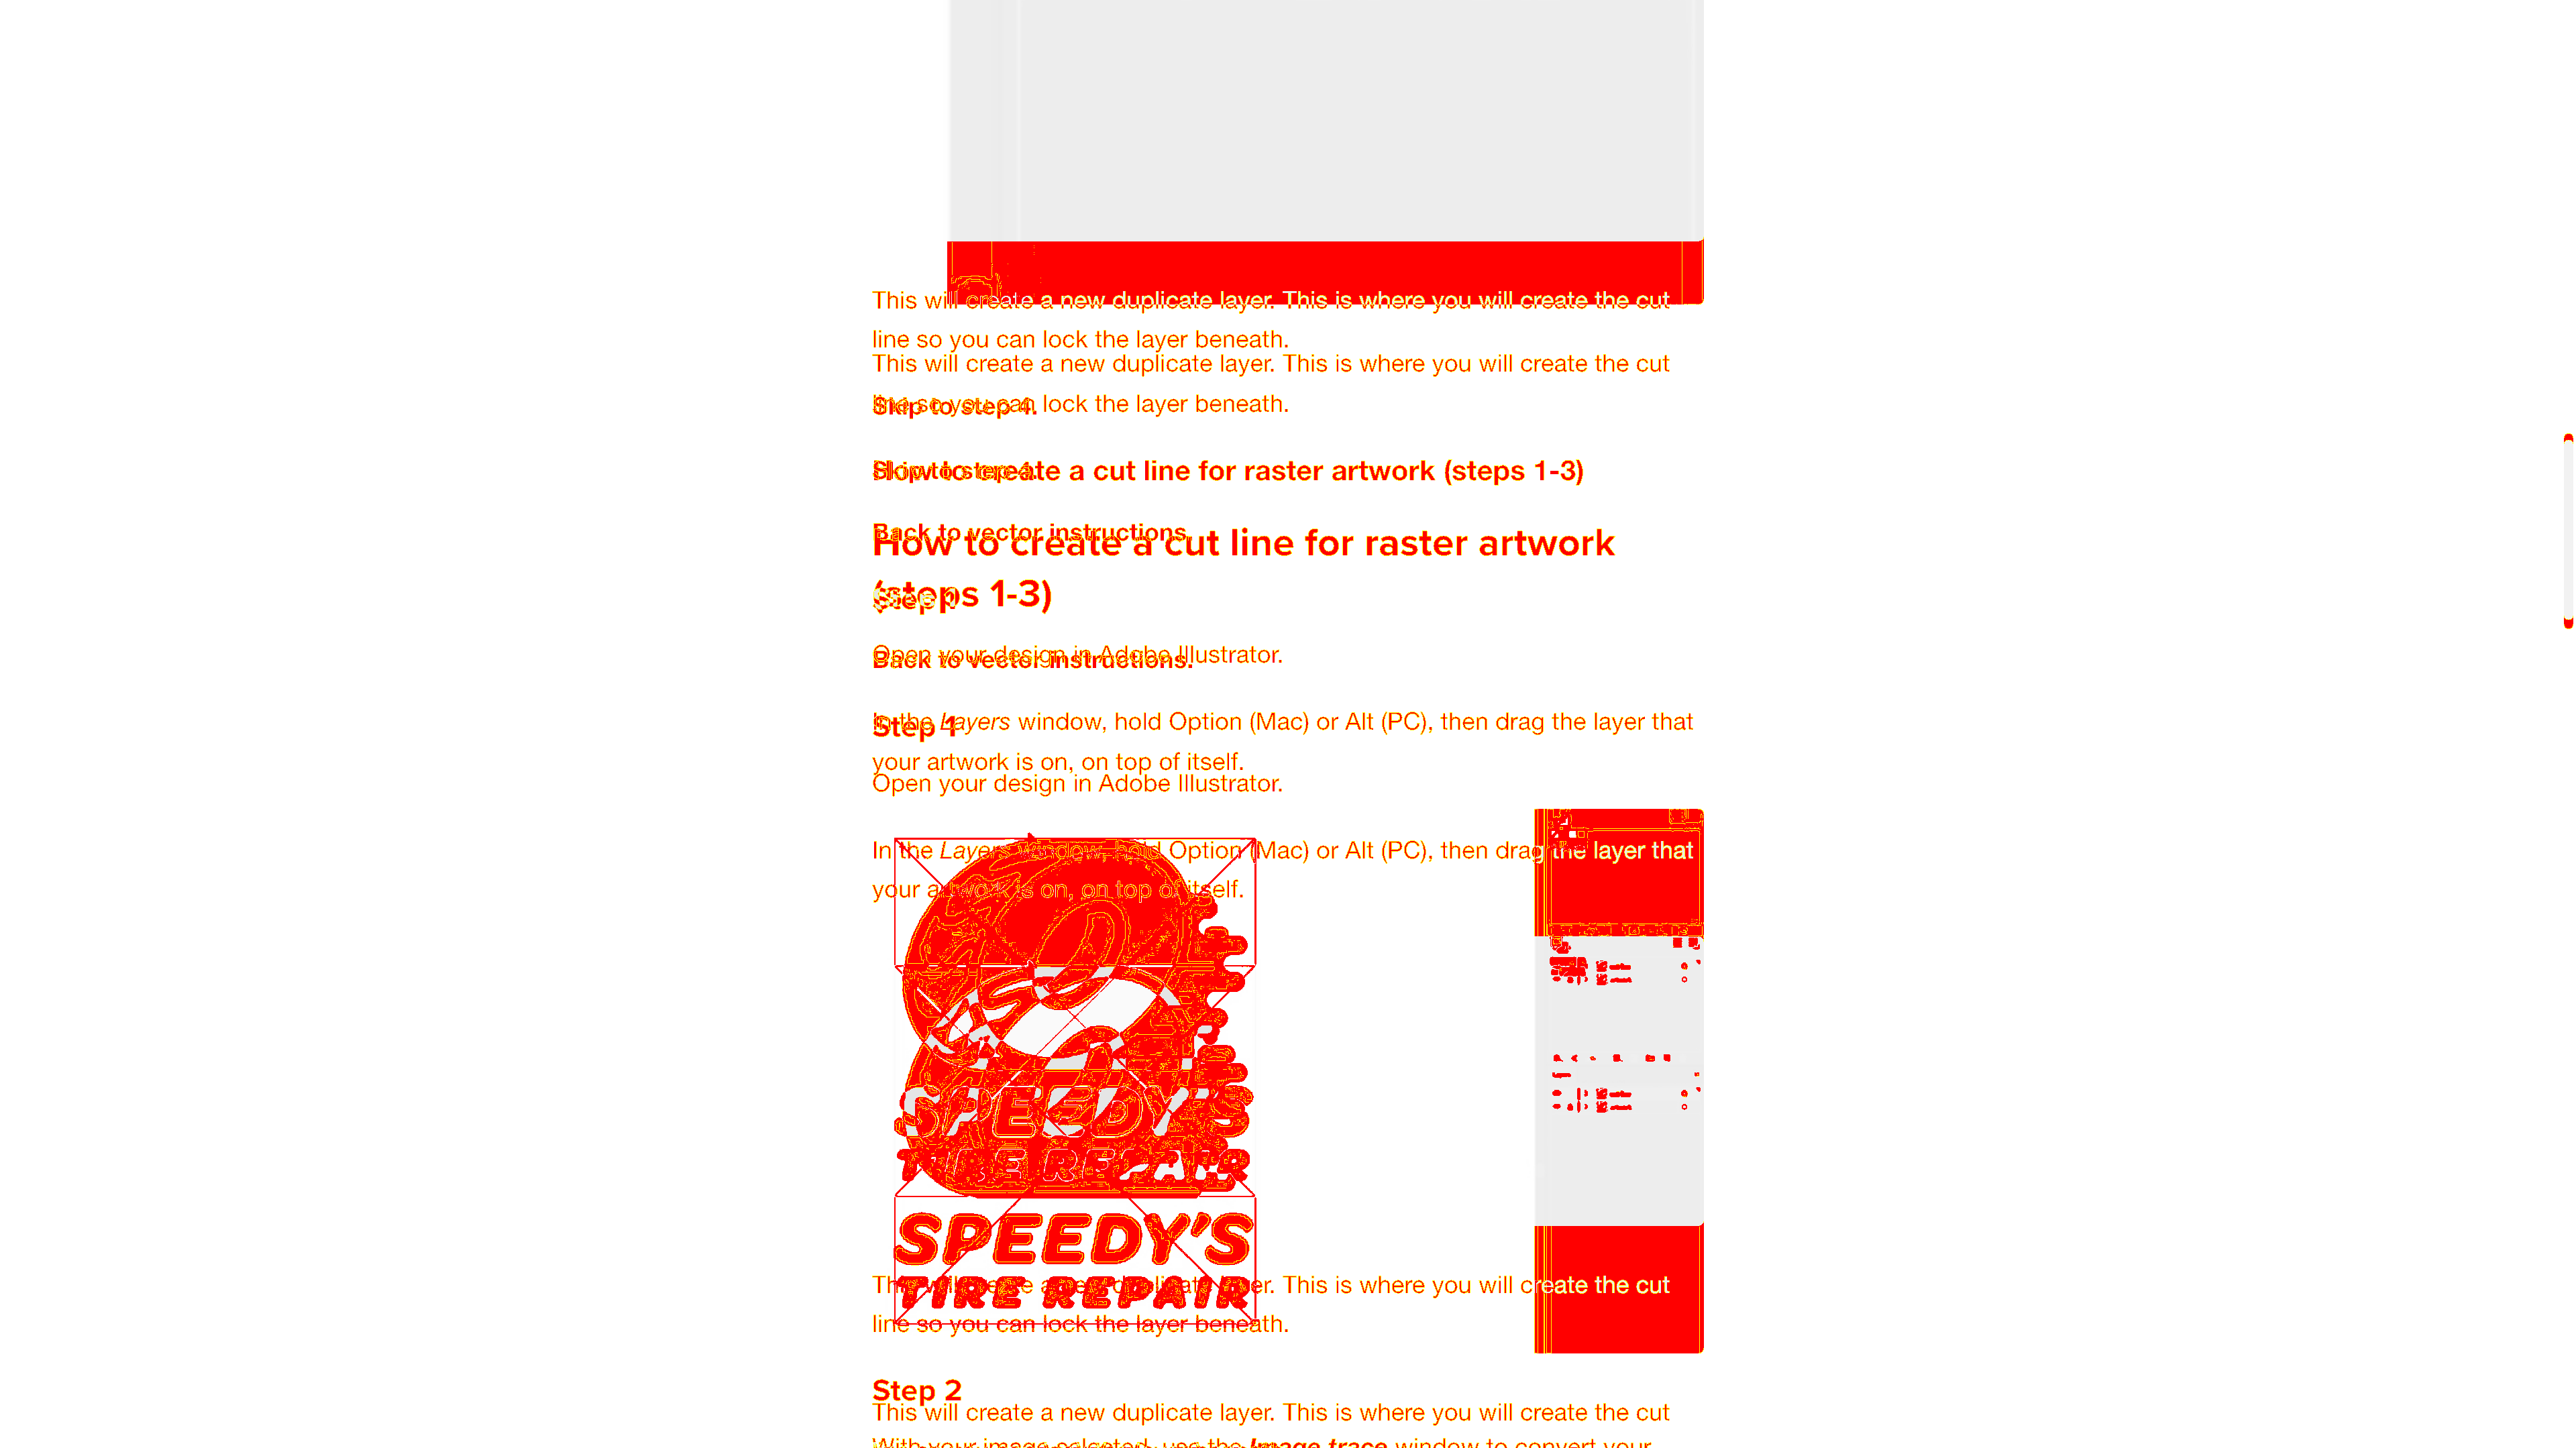 This will create a new duplicate layer. This is where you will create the cut
line so you can lock the layer beneath.
This will create a new duplicate layer. This is where you will create the cut
Skip to step 4.
line so you can lock the layer beneath.
Skip to step 4.
How to create a cut line for raster artwork (steps 1-3)
Back to vector instructions.
How to create a cut line for raster artwork
(steps 1-3)
Step 1
Open your design in Adobe Illustrator.
Back to vector instructions.
In the Layers window, hold Option (Mac) or Alt (PC), then drag the layer that
Step 1
your artwork is on, on top of itself.
Open your design in Adobe Illustrator.
In the Layers window, hold Option (Mac) or Alt (PC), then drag the layer that
your artwork is on, on top of itself.
SPEEDY'S
TIRE REPAIR
SPEEDY'S
TIRE REPAIR
This will create a new duplicate layer. This is where you will create the cut
line so you can lock the layer beneath.
Step 2
This will create a new duplicate layer. This is where you will create the cut
With your image selected, use the Image trace window to convert your